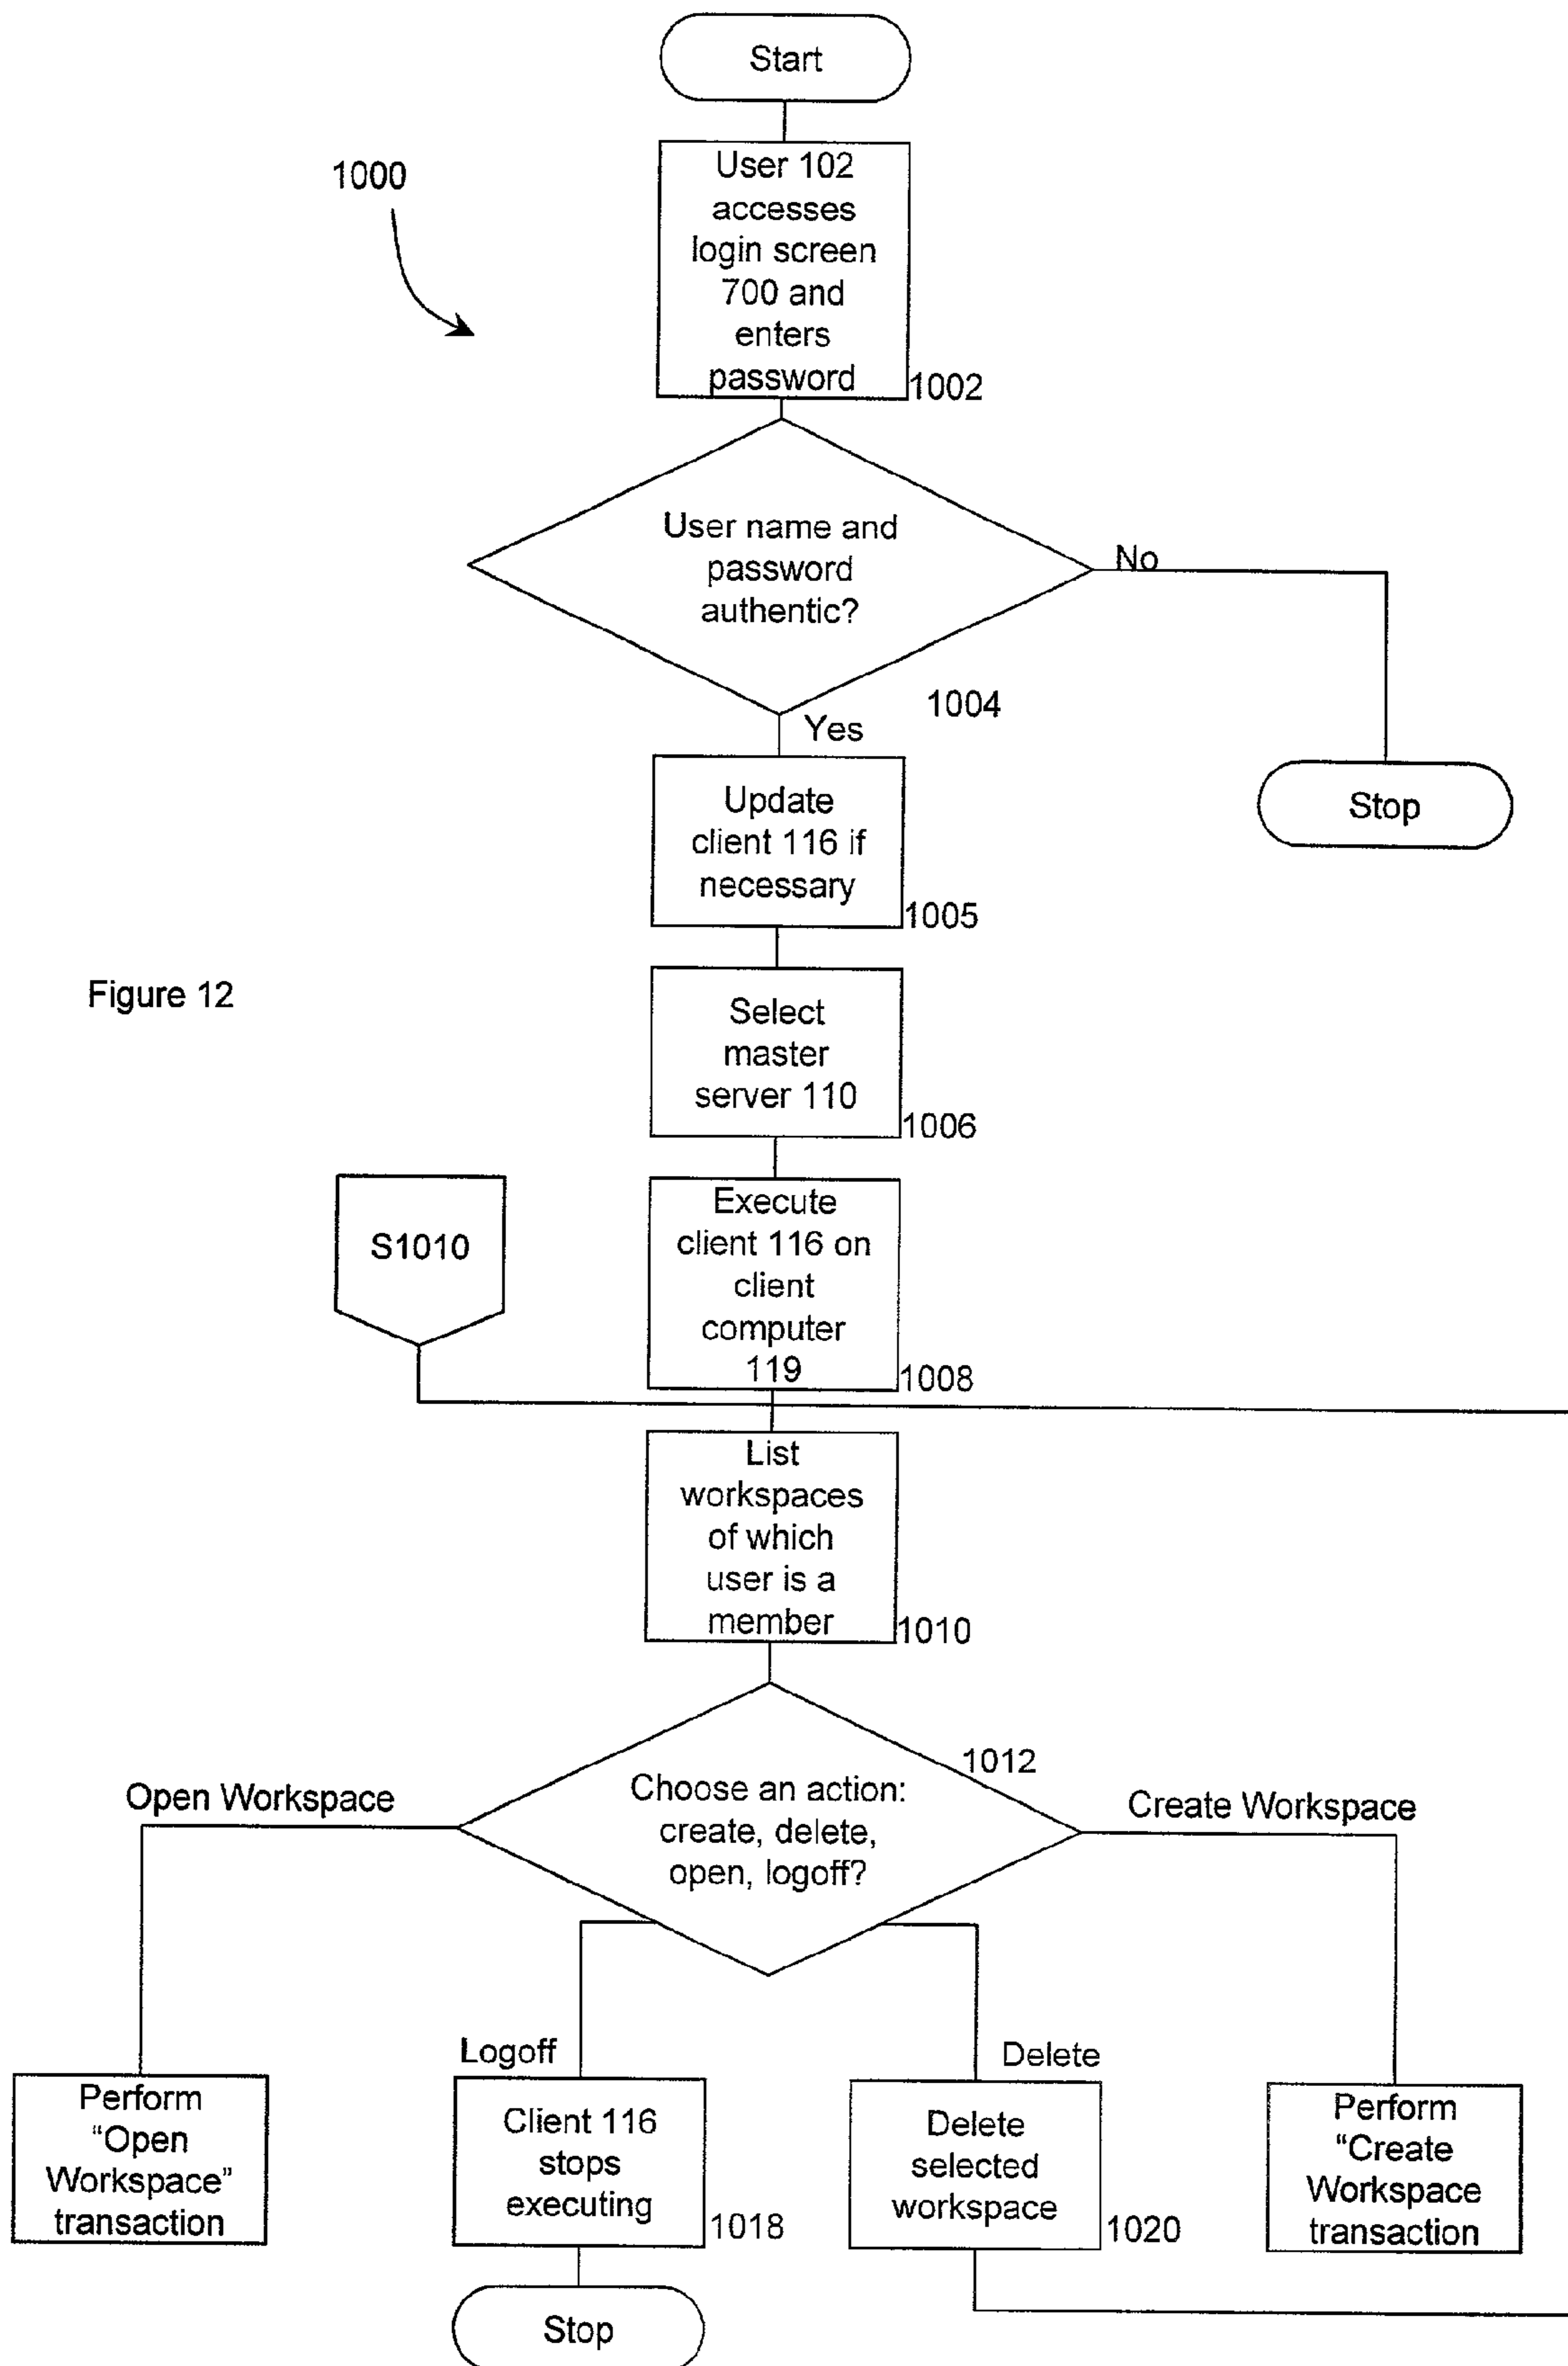 Start
1000
User 102
accesses
login screen
700 and
enters
password
1002
User name and
password
authentic?
No
1004
Yes
Stop
Update
client 116 if
necessary
1005
Figure 12
Select
master
server 110
1006
S1010
Execute
client 116 on
client
computer
119
1008
List
workspaces
of which
user is a
member
1010
1012
Open Workspace
Choose an action:
create, delete,
open, logoff?
Create Workspace
Logoff
Delete
Perform
“Open
Workspace”
transaction
Client 116
stops
executing
1018
Delete
selected
workspace
1020
Perform
“Create
Workspace
transaction
Stop